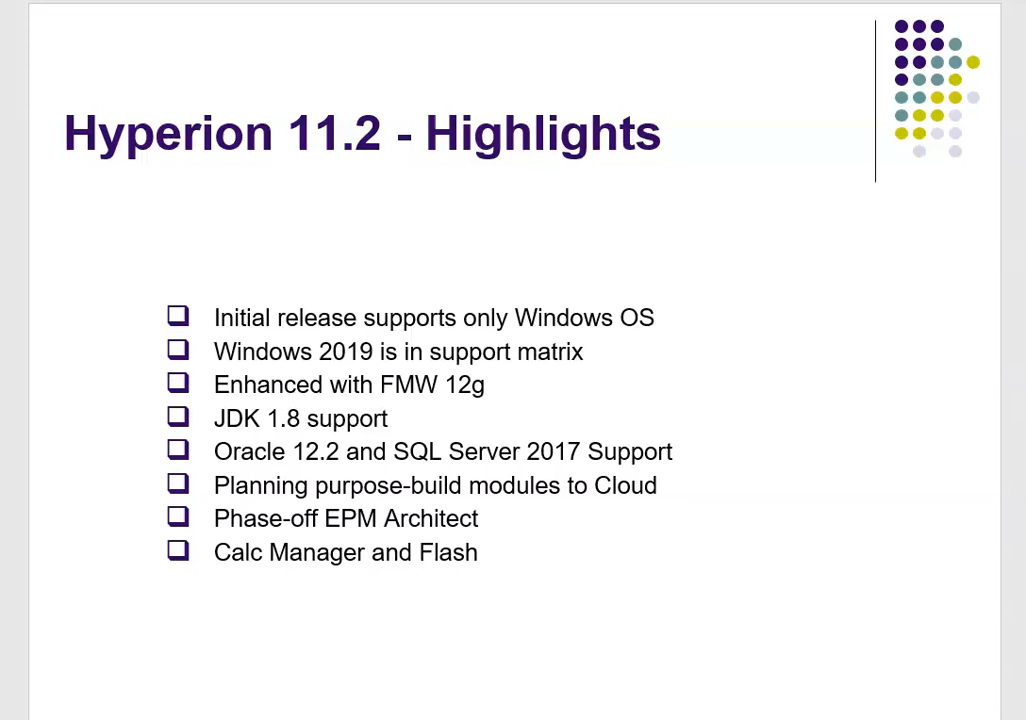 Hyperion 11.2 - Highlights
Initial release supports only Windows OS
Windows 2019 is in support matrix
Enhanced with FMW 12g
JDK 1.8 support
Oracle 12.2 and SQL Server 2017 Support
Planning purpose-build modules to Cloud
Phase-off EPM Architect
Calc Manager and Flash